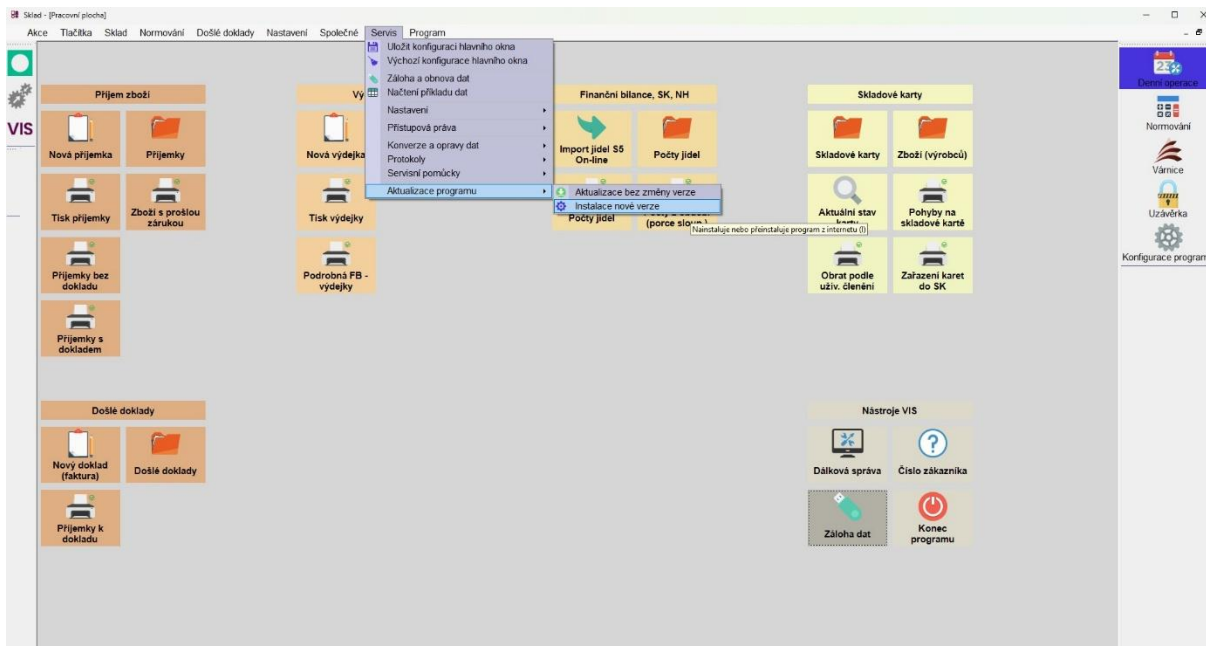 Sklad - [Pracovní plocha]
Akce Tlačítka Sklad Normování Došlé doklady Nastavení Společné Servis Program
Uložit konfiguraci hlavního okna
Výchozí konfigurace hlavního okna
Záloha a obnova dat
Načtení příkladu dat
Nastavení
Přístupová práva
Konverze a opravy dat
Protokoly
Servisní pomůcky
Aktualizace programu
Aktualizace bez změny verze
Instalace nové verze
Nainstaluje nebo přeinstaluje program z internetu (I)
VIS
Příjem zboží
Nová příjemka
Příjemky
Tisk příjemky
Zboží s prošlou
zárukou
Příjemky bez
dokladu
Příjemky s
dokladem
Vý
Nová výdejka
Tisk výdejky
Podrobná FB -
výdejky
Finanční bilance, SK, NH
Import jídel S5
On-line
Počty jídel
Počty jídel
(porce sloup.)
Skladové karty
Skladové karty
Zboží (výrobců)
Aktuální stav
karty
Pohyby na
skladové kartě
Obrat podle
uživ. členění
Zařazení karet
do SK
Došlé doklady
Nový doklad
(faktura)
Došlé doklady
Příjemky k
dokladu
Nástroje VIS
Dálková správa
Číslo zákazníka
Záloha dat
Konec
programu
23
Denní operace
Normování
Várnice
Uzávěrka
Konfigurace program